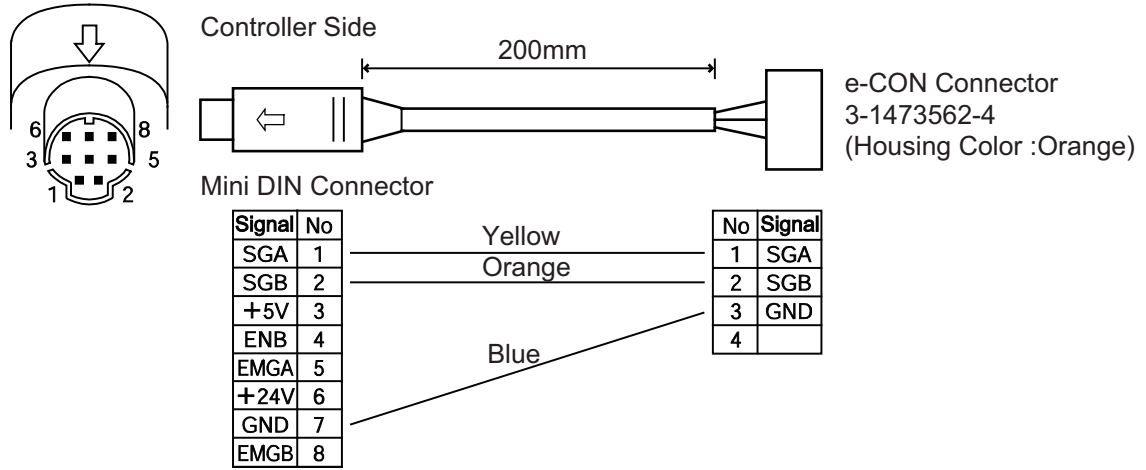 Controller Side
200mm
e-CON Connector
3-1473562-4
(Housing Color :Orange)
6 8
3 5
1 2
Mini DIN Connector
Signal No
SGA 1
SGB 2
+5V 3
ENB 4
EMGA 5
+24V 6
GND 7
EMGB 8
Yellow
Orange
Blue
No Signal
1 SGA
2 SGB
3 GND
4